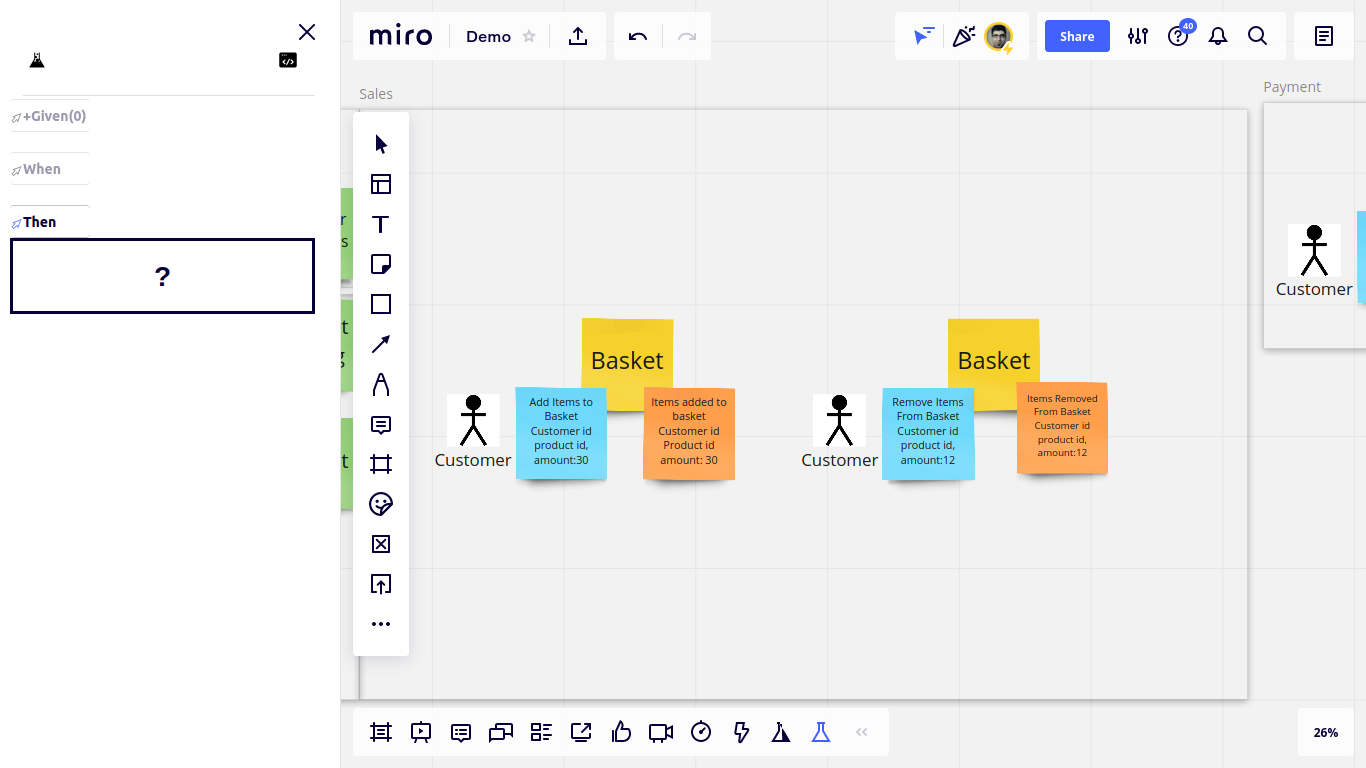 miro
Demo
Share
40
+Given(0)
When
Then
?
Sales
Payment
r
s
t
g
t
Basket
Add Items to
Basket
Customer id
product id,
amount:30
Items added to
basket
Customer id
Product id
amount: 30
Customer
Basket
Remove Items
From Basket
Customer id
product id,
amount:12
Items Removed
From Basket
Customer id
product id,
amount:12
Customer
Customer
26%